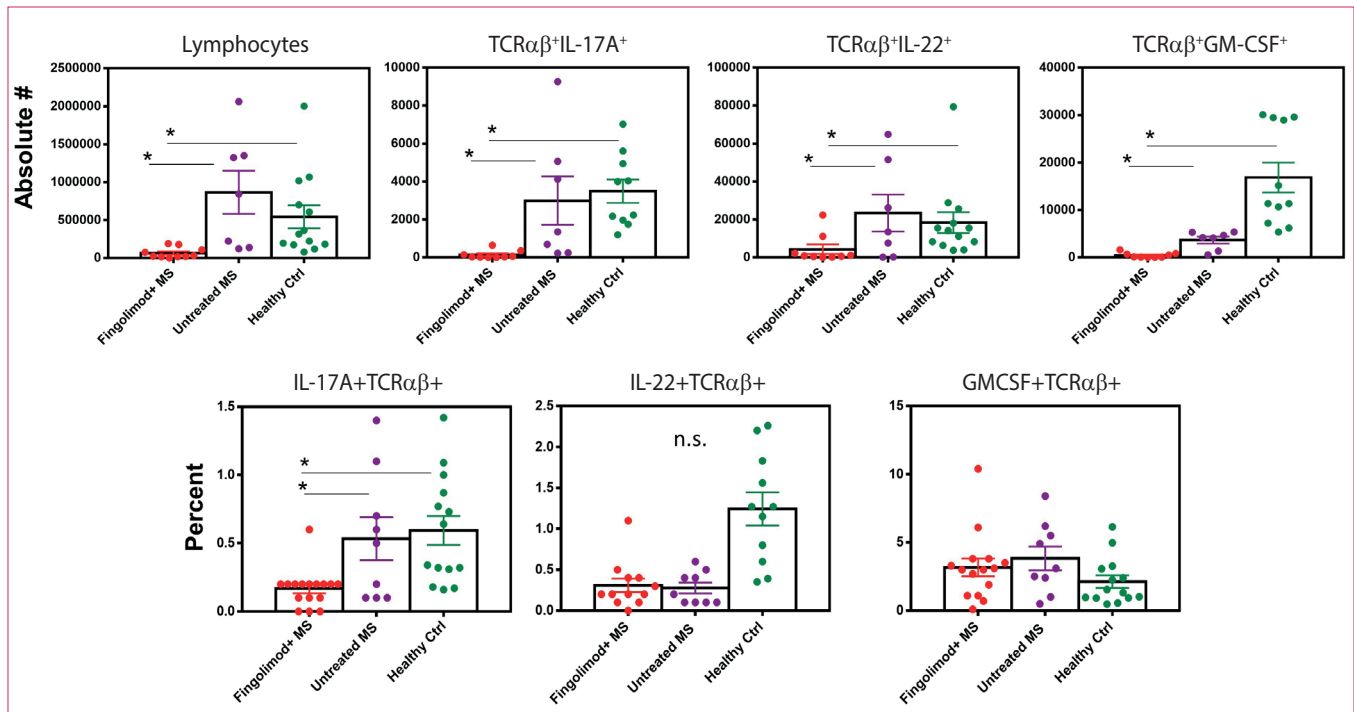 Lymphocytes
TCRαβ⁺IL-17A⁺
TCRαβ⁺IL-22⁺
TCRαβ⁺GM-CSF⁺
Absolute #
2500000
2000000
1500000
1000000
500000
0
*
*
Fingolimod+ MS
Untreated MS
Healthy Ctrl
10000
8000
6000
4000
2000
0
*
*
Fingolimod+ MS
Untreated MS
Healthy Ctrl
100000
80000
60000
40000
20000
0
*
*
Fingolimod+ MS
Untreated MS
Healthy Ctrl
40000
30000
20000
10000
0
*
*
Fingolimod+ MS
Untreated MS
Healthy Ctrl
IL-17A+TCRαβ+
IL-22+TCRαβ+
GMCSF+TCRαβ+
Percent
1.5
1.0
0.5
0.0
*
*
Fingolimod+ MS
Untreated MS
Healthy Ctrl
2.5
2.0
1.5
1.0
0.5
0.0
n.s.
Fingolimod+ MS
Untreated MS
Healthy Ctrl
15
10
5
0
Fingolimod+ MS
Untreated MS
Healthy Ctrl